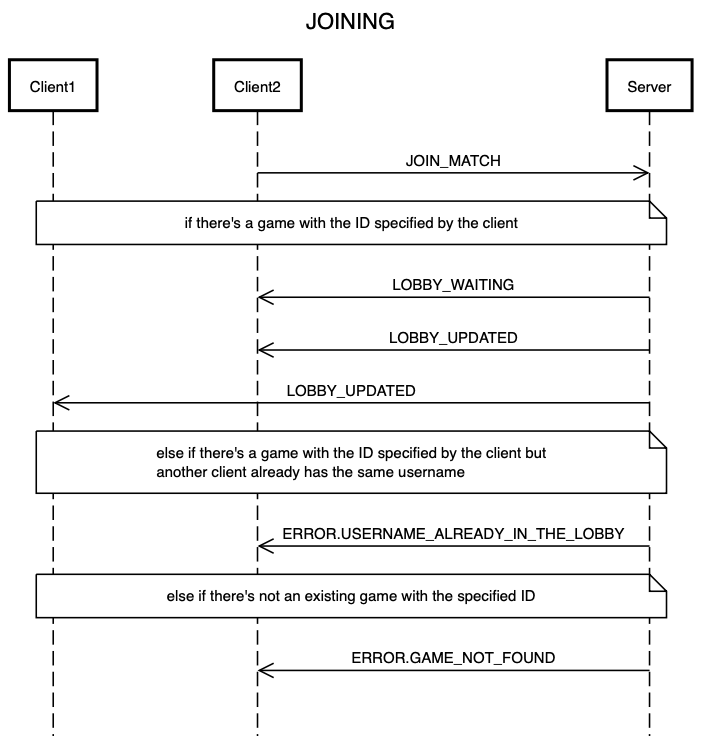 JOINING
Client1
Client2
Server
JOIN_MATCH
if there's a game with the ID specified by the client
LOBBY_WAITING
LOBBY_UPDATED
LOBBY_UPDATED
else if there's a game with the ID specified by the client but
another client already has the same username
ERROR.USERNAME_ALREADY_IN_THE_LOBBY
else if there's not an existing game with the specified ID
ERROR.GAME_NOT_FOUND